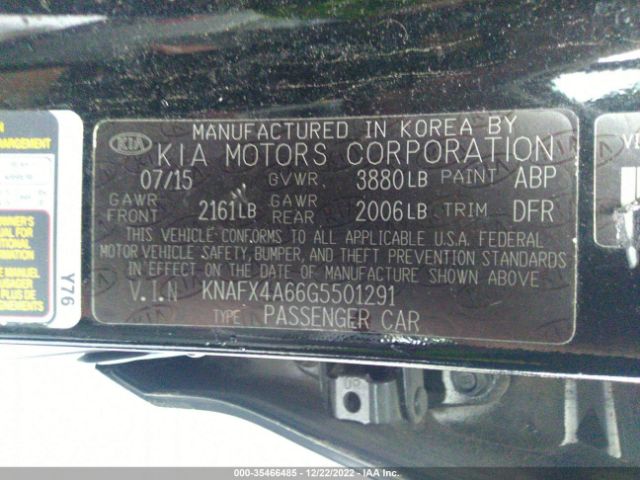 MANUFACTURED IN KOREA BY
KIA KIA MOTORS CORPORATION
07/15 GVWR. 3880LB PAINT ABP
GAWR FRONT 2161LB GAWR REAR 2006LB TRIM DFR
THIS VEHICLE CONFORMS TO ALL APPLICABLE U.S.A. FEDERAL
MOTOR VEHICLE SAFETY, BUMPER, AND THEFT PREVENTION STANDARDS
IN EFFECT ON THE DATE OF MANUFACTURE SHOWN ABOVE
V.I.N KNAFX4A66G5501291
TYPE PASSENGER CAR
Y76
000-35466485 - 12/22/2022 - IAA Inc.